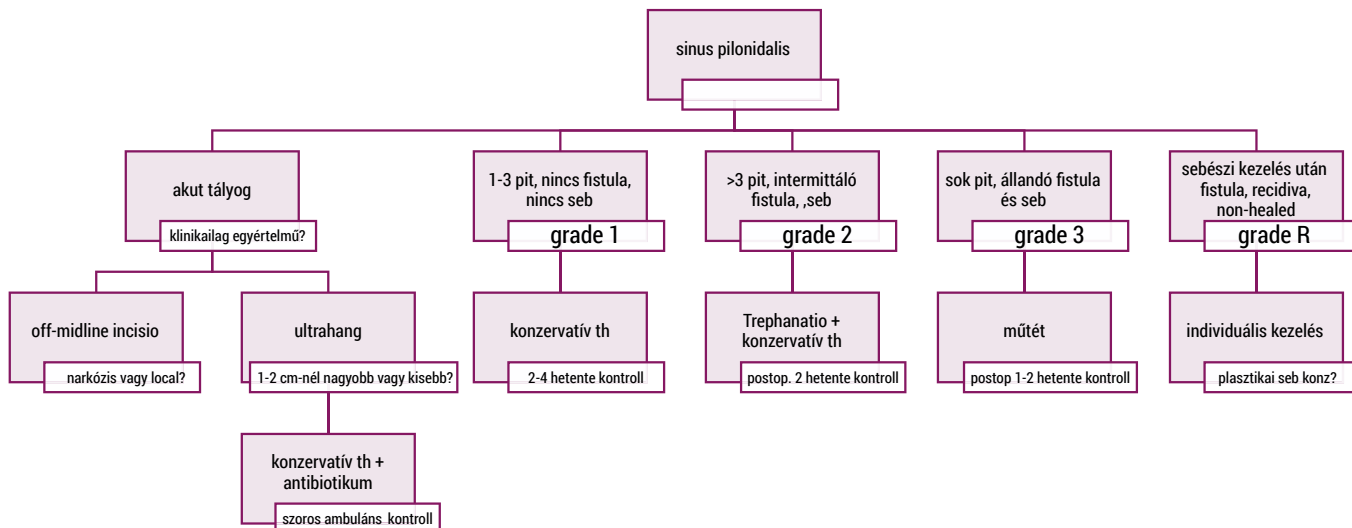 sinus pilonidalis
akut tályog
klinikailag egyértelmű?
1-3 pit, nincs fistula,
nincs seb
grade 1
>3 pit, intermittáló
fistula, ,seb
grade 2
sok pit, állandó fistula
és seb
grade 3
sebészi kezelés után
fistula, recidiva,
non-healed
grade R
off-midline incisio
narkózis vagy local?
ultrahang
1-2 cm-nél nagyobb vagy kisebb?
konzervatív th
2-4 hetente kontroll
Trephanatio +
konzervatív th
postop. 2 hetente kontroll
műtét
postop 1-2 hetente kontroll
individuális kezelés
plasztikai seb konz?
konzervatív th +
antibiotikum
szoros ambuláns kontroll